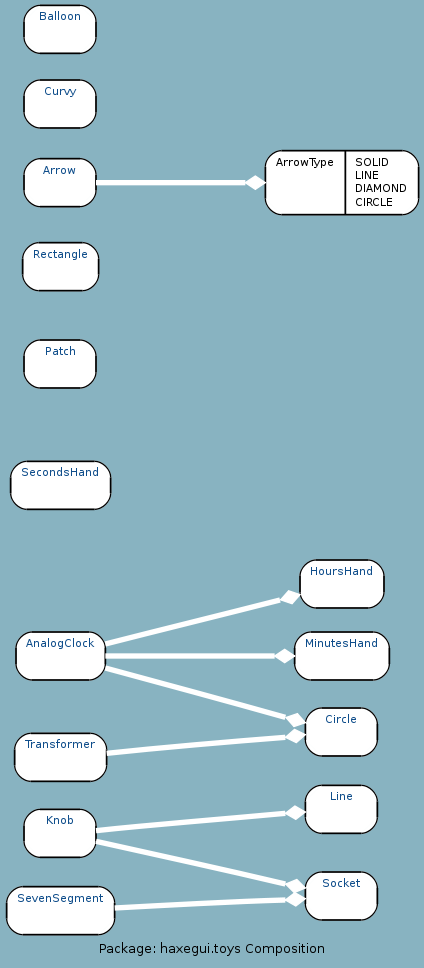 Balloon
Curvy
Arrow
ArrowType
SOLID
LINE
DIAMOND
CIRCLE
Rectangle
Patch
SecondsHand
HoursHand
AnalogClock
MinutesHand
Circle
Transformer
Line
Knob
Socket
SevenSegment
Package: haxegui.toys Composition